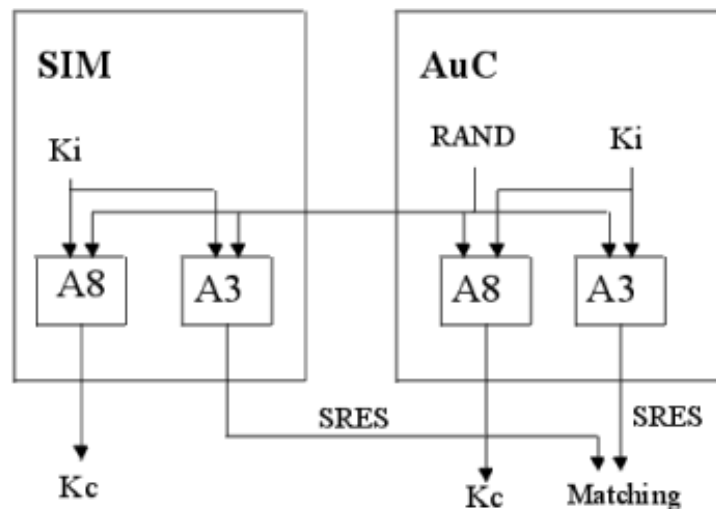 SIM
AuC
Ki
RAND
Ki
A8
A3
A8
A3
SRES
SRES
Kc
Kc
Matching